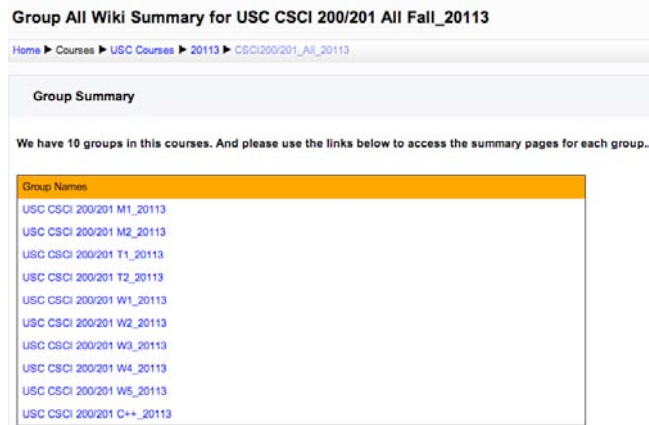 Group All Wiki Summary for USC CSCI 200/201 All Fall_20113
Home ▶ Courses ▶ USC Courses ▶ 20113 ▶ CSCI200/201_All_20113
Group Summary
We have 10 groups in this courses. And please use the links below to access the summary pages for each group..
Group Names
USC CSCI 200/201 M1_20113
USC CSCI 200/201 M2_20113
USC CSCI 200/201 T1_20113
USC CSCI 200/201 T2_20113
USC CSCI 200/201 W1_20113
USC CSCI 200/201 W2_20113
USC CSCI 200/201 W3_20113
USC CSCI 200/201 W4_20113
USC CSCI 200/201 W5_20113
USC CSCI 200/201 C++_20113